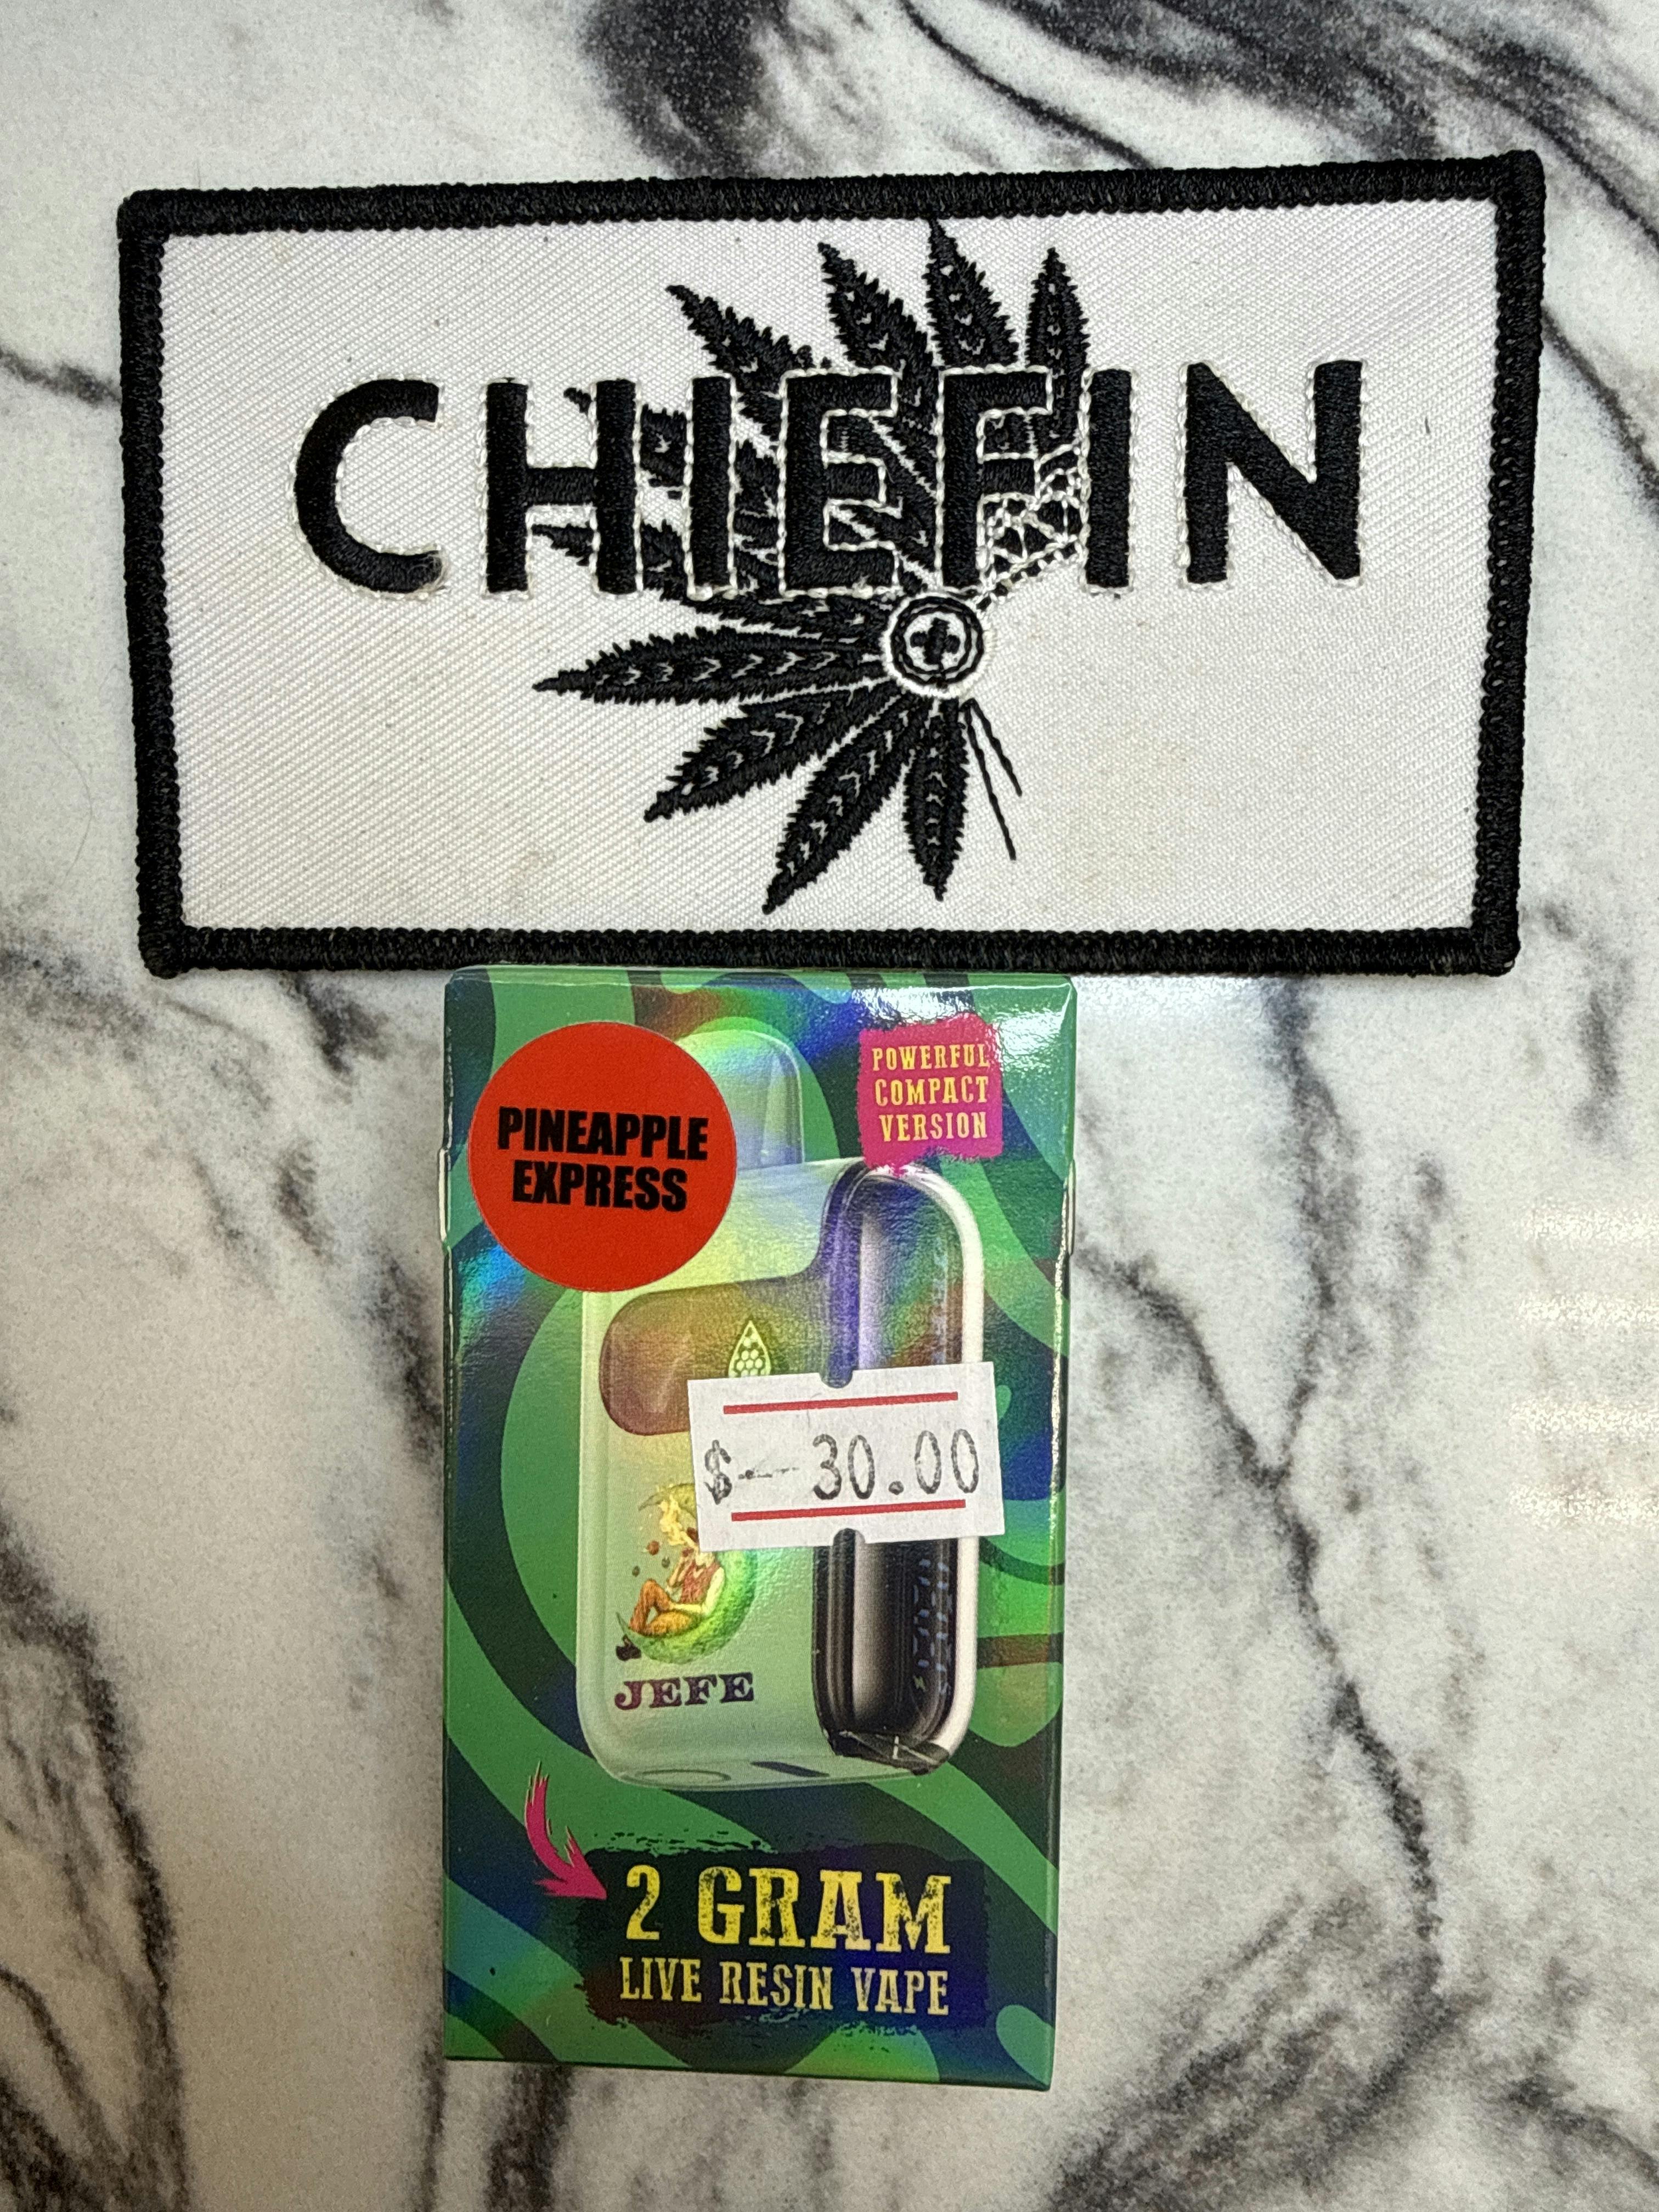 CHIEFIN
PINEAPPLE
EXPRESS
POWERFUL
COMPACT
VERSION
$ 30.00
JEFE
2 GRAM
LIVE RESIN VAPE